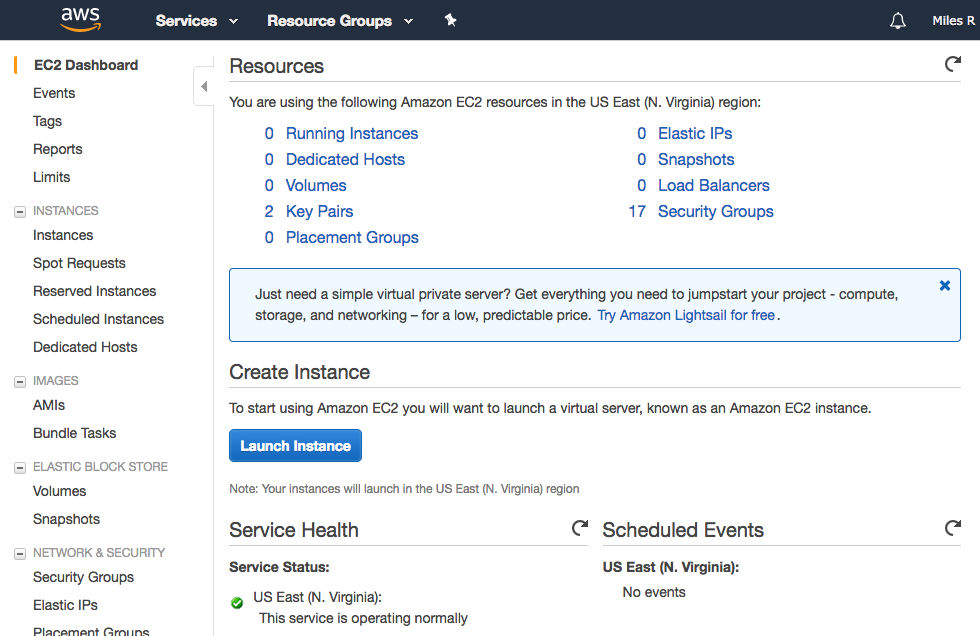 aws Services Resource Groups Miles R
EC2 Dashboard
Events
Tags
Reports
Limits
INSTANCES
Instances
Spot Requests
Reserved Instances
Scheduled Instances
Dedicated Hosts
IMAGES
AMIs
Bundle Tasks
ELASTIC BLOCK STORE
Volumes
Snapshots
NETWORK & SECURITY
Security Groups
Elastic IPs
Placement Groups
Resources
You are using the following Amazon EC2 resources in the US East (N. Virginia) region:
0 Running Instances
0 Dedicated Hosts
0 Volumes
2 Key Pairs
0 Placement Groups
0 Elastic IPs
0 Snapshots
0 Load Balancers
17 Security Groups
Just need a simple virtual private server? Get everything you need to jumpstart your project - compute,
storage, and networking – for a low, predictable price. Try Amazon Lightsail for free.
Create Instance
To start using Amazon EC2 you will want to launch a virtual server, known as an Amazon EC2 instance.
Launch Instance
Note: Your instances will launch in the US East (N. Virginia) region
Service Health
Service Status:
US East (N. Virginia):
This service is operating normally
Scheduled Events
US East (N. Virginia):
No events